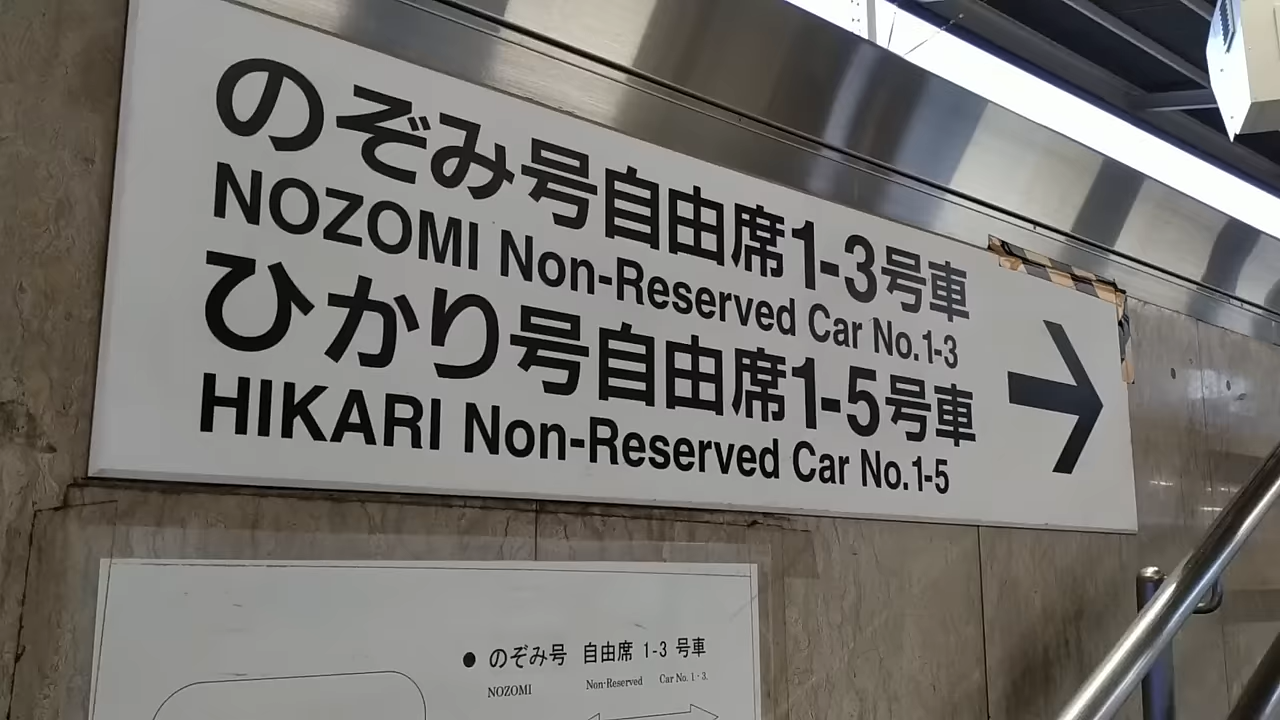 のぞみ号自由席1-3号車
NOZOMI Non-Reserved Car No.1-3
ひかり号自由席1-5号車
HIKARI Non-Reserved Car No.1-5
→
● のぞみ号 自由席 1-3 号車
NOZOMI Non-Reserved Car No. 1 - 3.